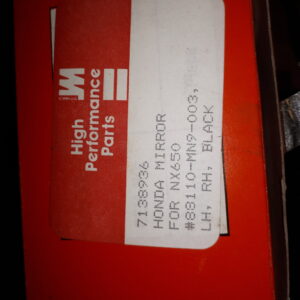 High
Performance
Parts
7138936
HONDA MIRROR
FOR NX650
#88110-MN9-003,
LH, RH, BLACK